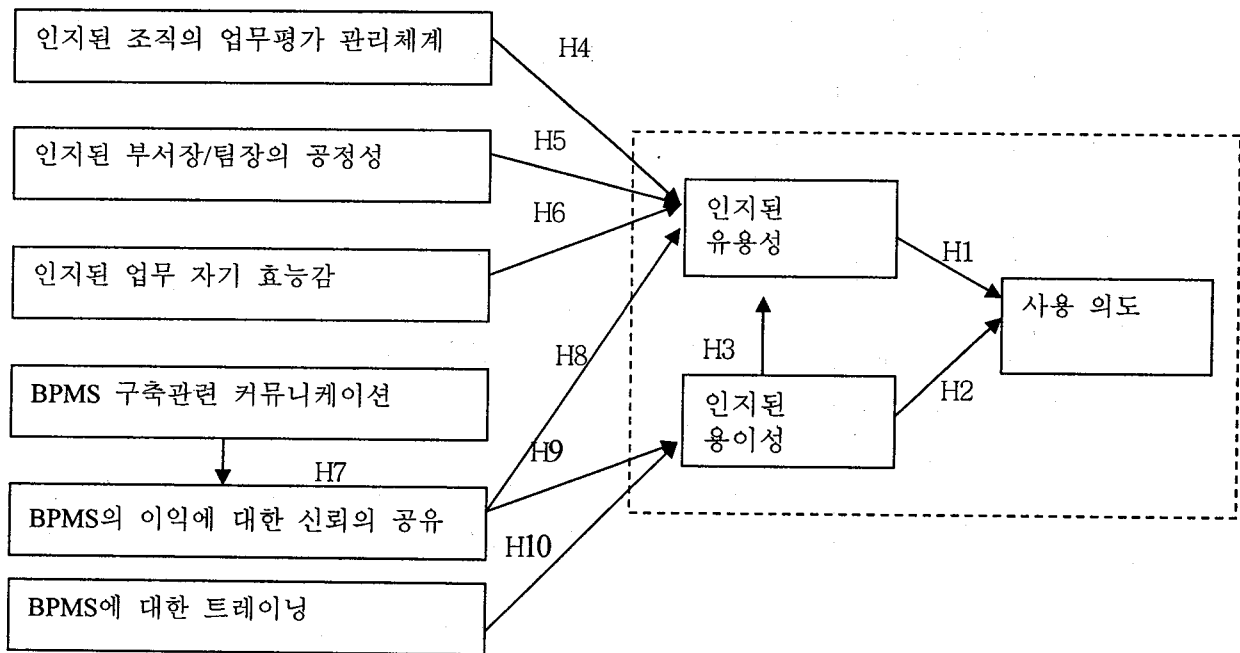 인지된 조직의 업무평가 관리체계
H4
인지된 부서장/팀장의 공정성
H5
인지된
유용성
H6
인지된 업무 자기 효능감
H1
사용 의도
H8
H3
BPMS 구축관련 커뮤니케이션
인지된
용이성
H2
H7
H9
BPMS의 이익에 대한 신뢰의 공유
H10
BPMS에 대한 트레이닝